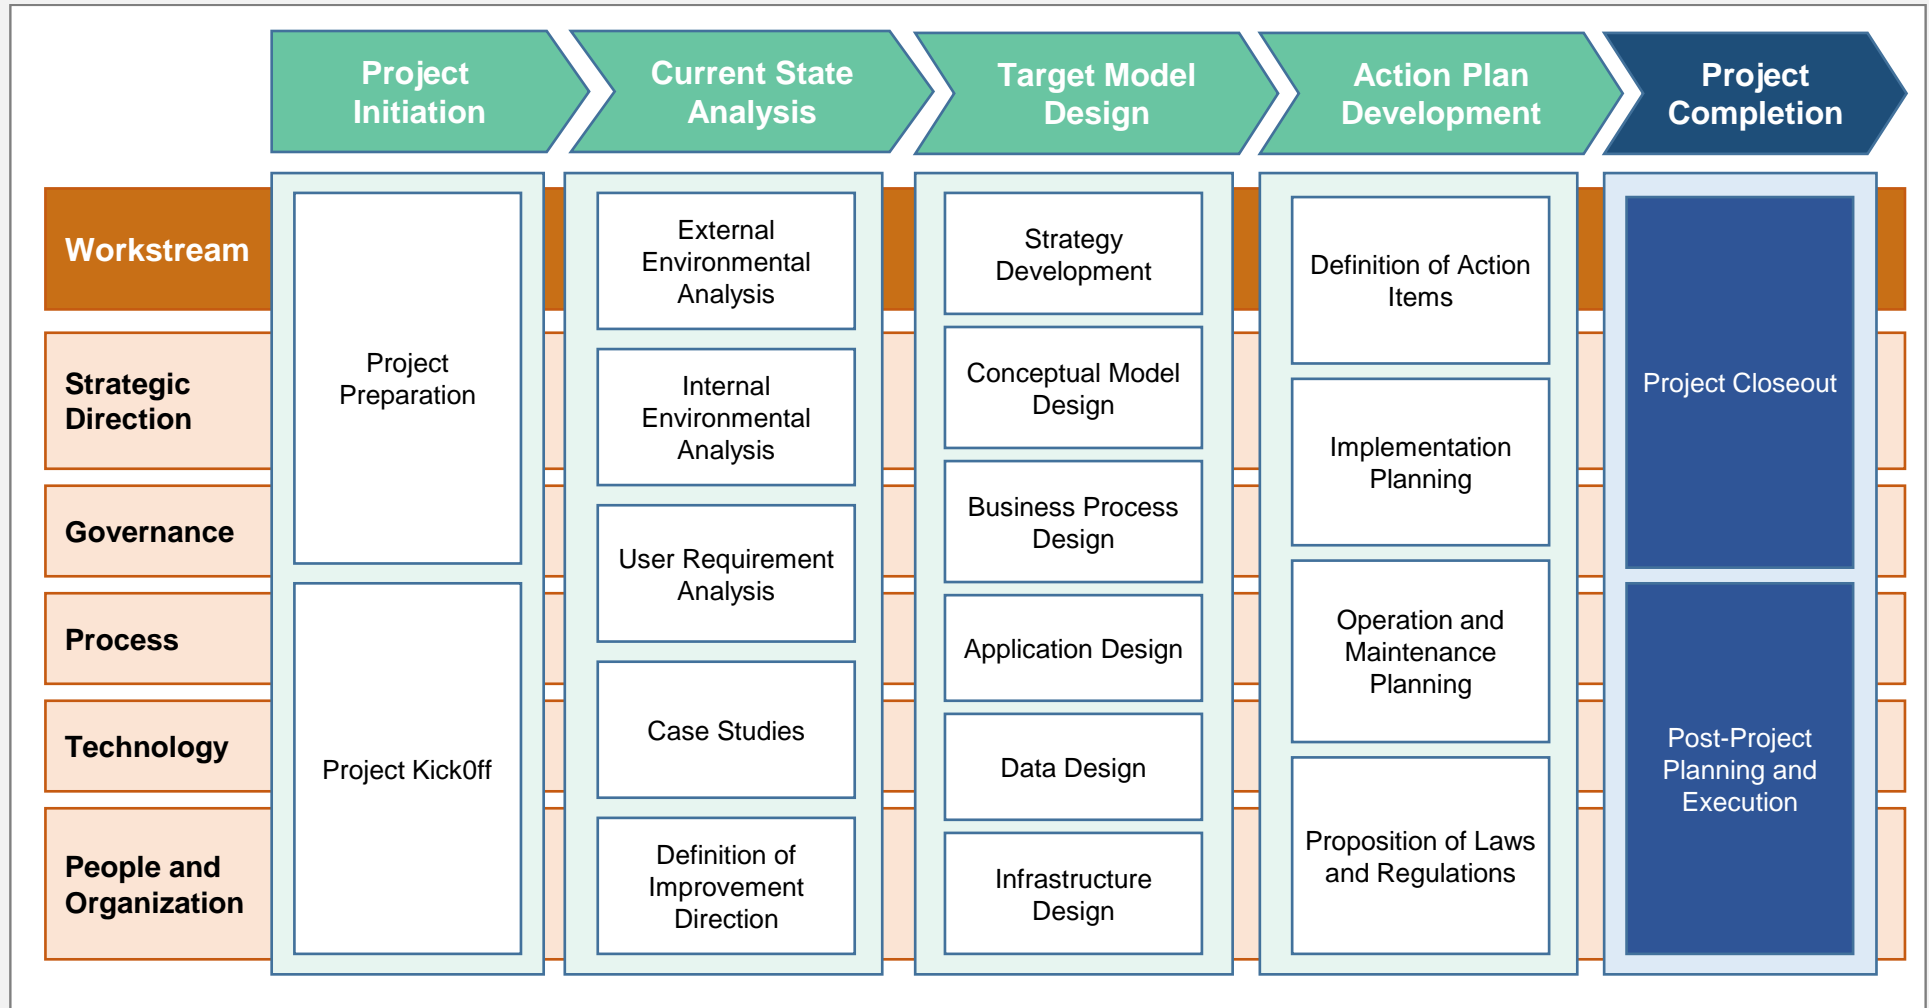 Project
Initiation
Current State
Analysis
Target Model
Design
Action Plan
Development
Project
Completion
Workstream
Strategic
Direction
Governance
Process
Technology
People and
Organization
Project
Preparation
Project Kick0ff
External
Environmental
Analysis
Internal
Environmental
Analysis
User Requirement
Analysis
Case Studies
Definition of
Improvement
Direction
Strategy
Development
Conceptual Model
Design
Business Process
Design
Application Design
Data Design
Infrastructure
Design
Definition of Action
Items
Implementation
Planning
Operation and
Maintenance
Planning
Proposition of Laws
and Regulations
Project Closeout
Post-Project
Planning and
Execution